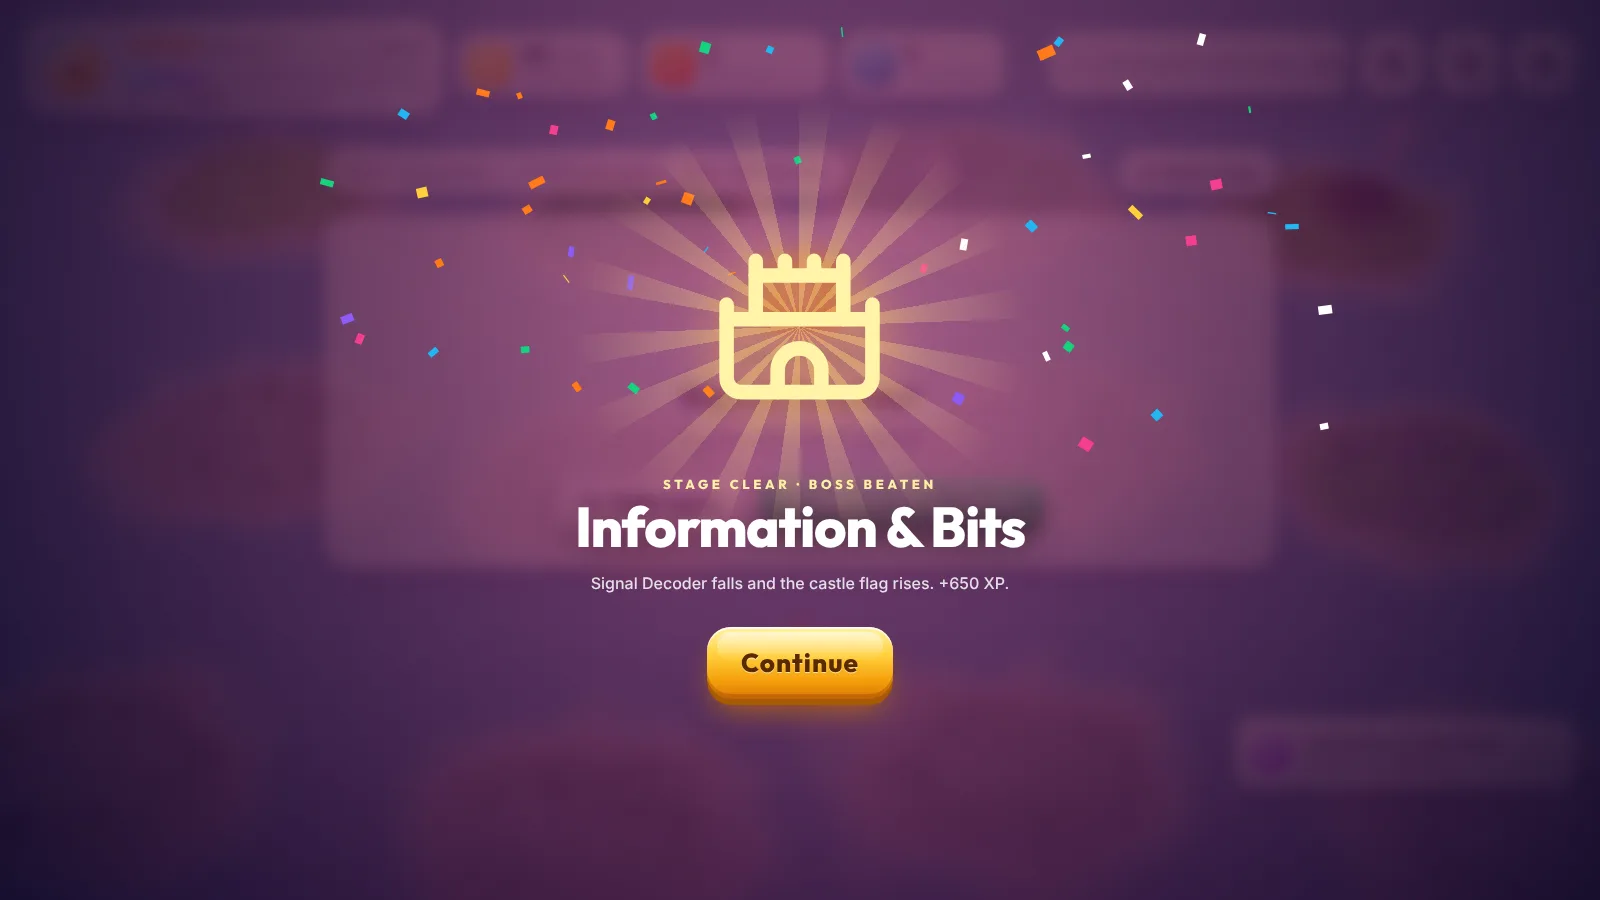 STAGE CLEAR · BOSS BEATEN
Information & Bits
Signal Decoder falls and the castle flag rises. +650 XP.
Continue